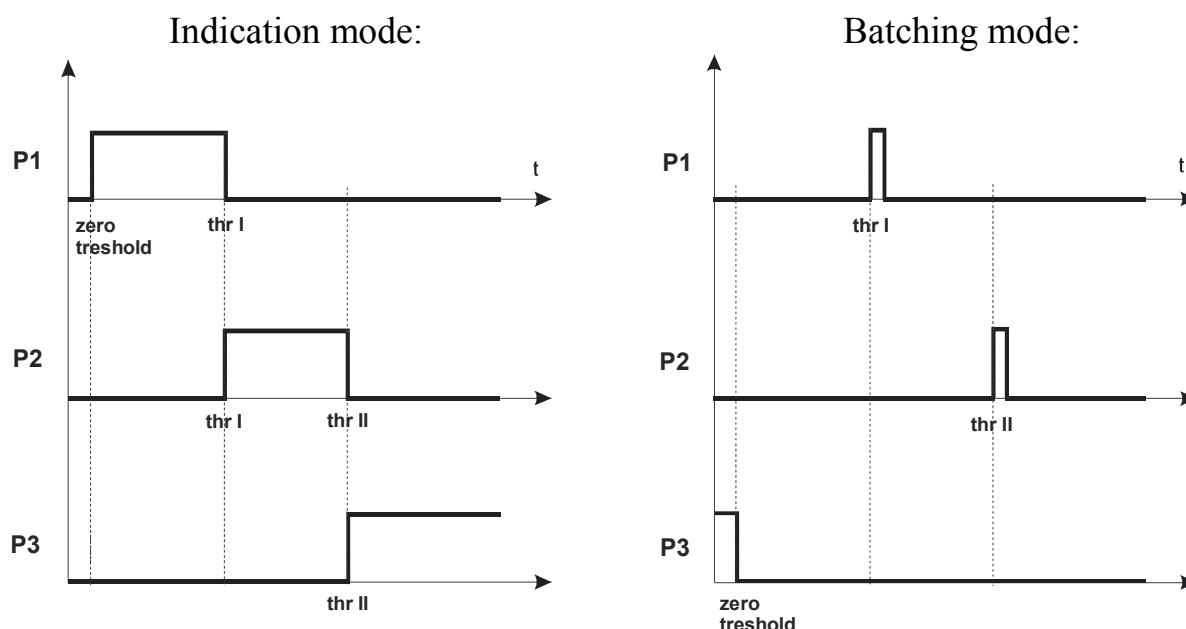 Indication mode:
P1
t
zero
treshold
thr I
P2
thr I
thr II
P3
thr II
Batching mode:
P1
t
thr I
P2
thr II
P3
zero
treshold